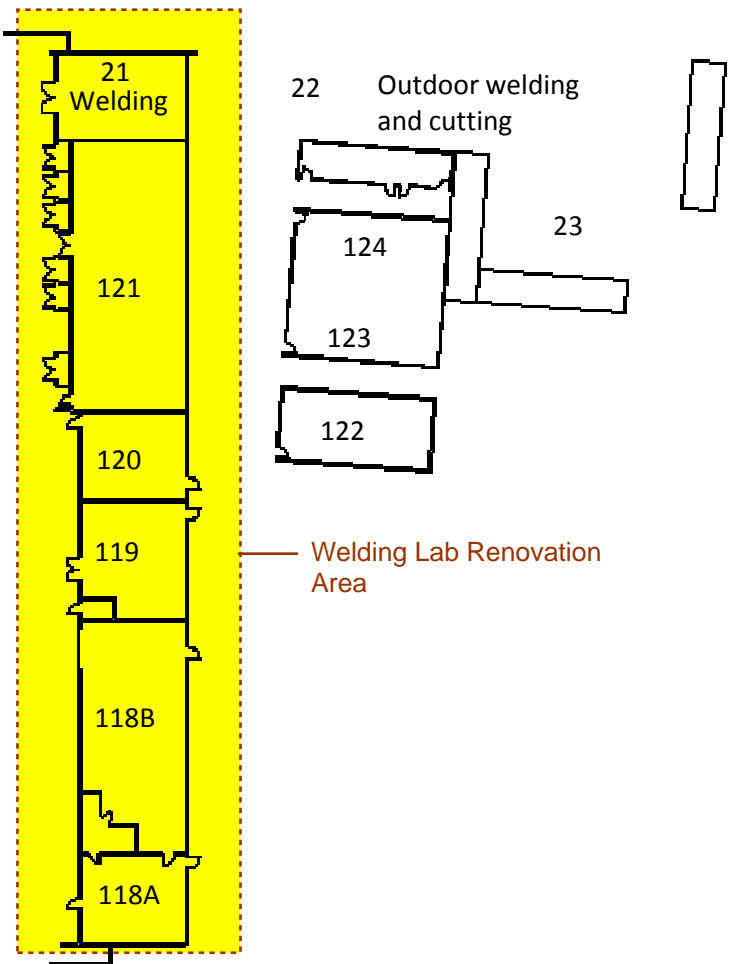 21
Welding
22
Outdoor welding
and cutting
23
124
121
123
122
120
119
Welding Lab Renovation
Area
118B
118A